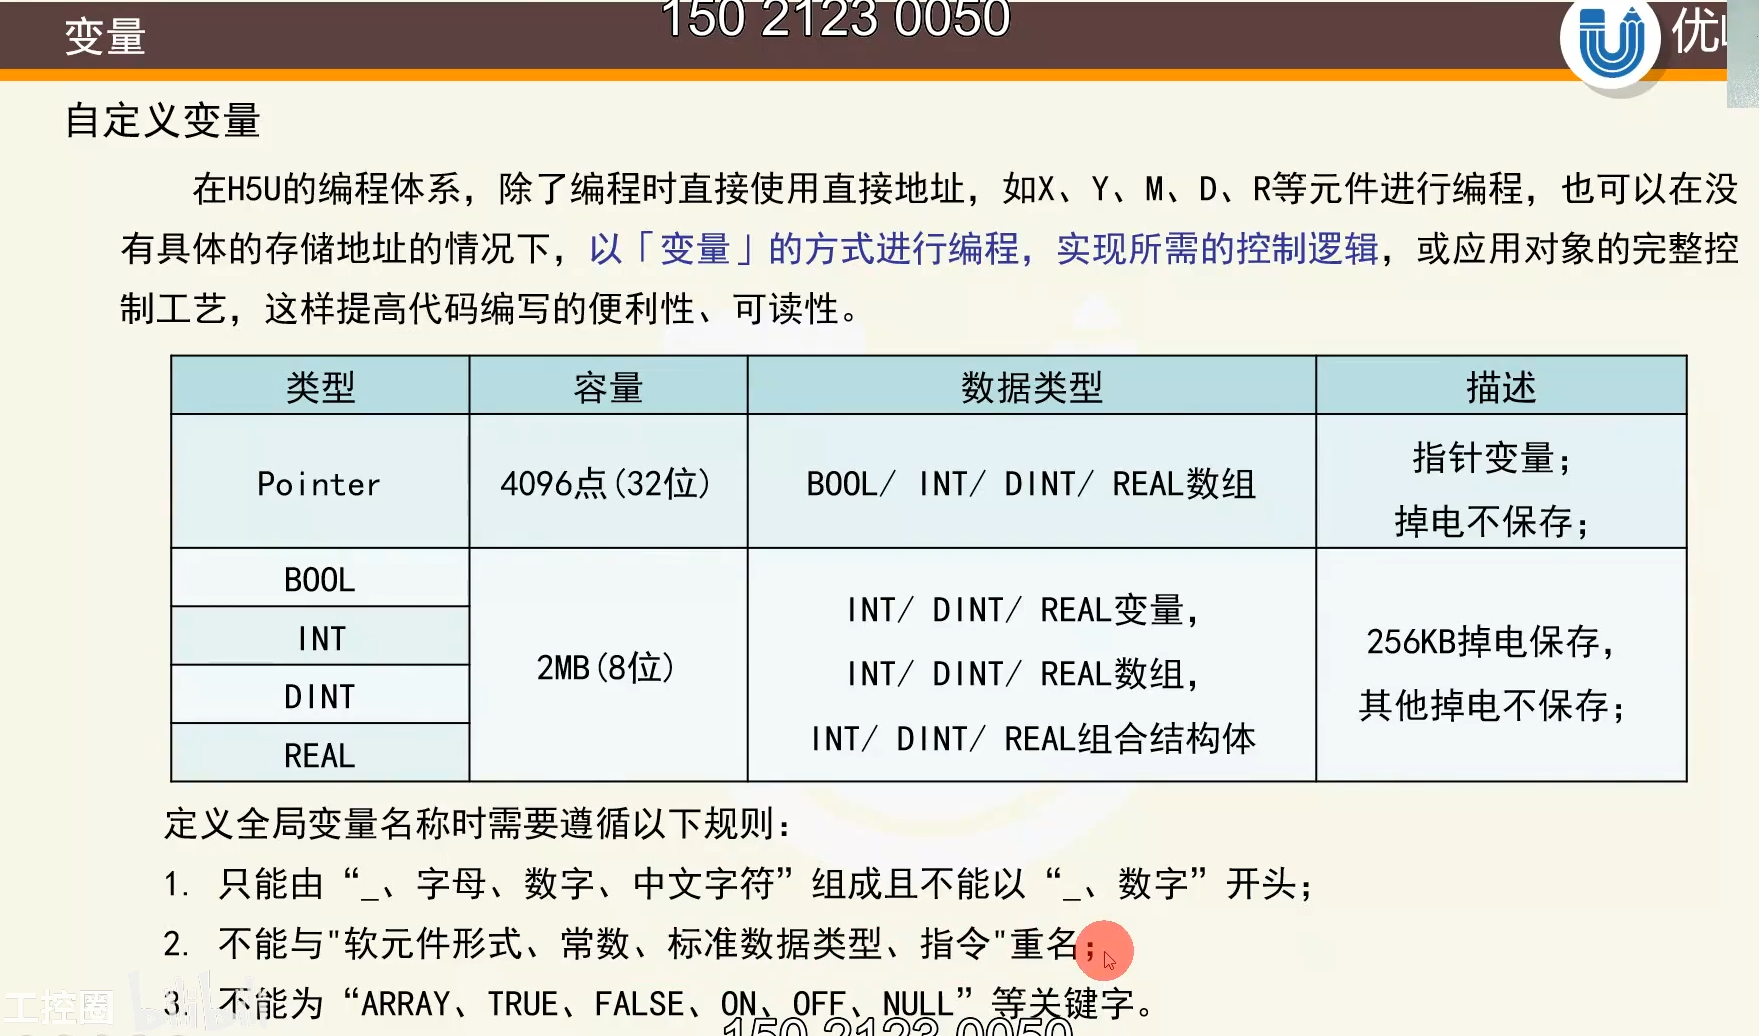 变量
150 2123 0050
优
自定义变量
在H5U的编程体系，除了编程时直接使用直接地址，如X、Y、M、D、R等元件进行编程，也可以在没
有具体的存储地址的情况下，以「变量」的方式进行编程，实现所需的控制逻辑，或应用对象的完整控
制工艺，这样提高代码编写的便利性、可读性。
类型 容量 数据类型 描述
Pointer 4096点(32位) BOOL/ INT/ DINT/ REAL数组 指针变量；
掉电不保存；
BOOL
INT
DINT
REAL
2MB(8位)
INT/ DINT/ REAL变量，
INT/ DINT/ REAL数组，
INT/ DINT/ REAL组合结构体
256KB掉电保存，
其他掉电不保存；
定义全局变量名称时需要遵循以下规则：
1. 只能由“_、字母、数字、中文字符”组成且不能以“_、数字”开头；
2. 不能与"软元件形式、常数、标准数据类型、指令"重名；
3. 不能为“ARRAY、TRUE、FALSE、ON、OFF、NULL”等关键字。
工控圈
bilibili
150 2123 0050